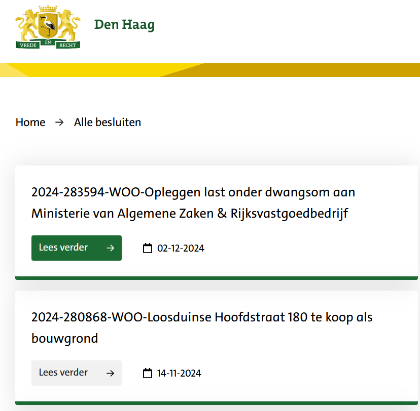 VREDE EN RECHT
Den Haag
Home → Alle besluiten
2024-283594-WOO-Opleggen last onder dwangsom aan
Ministerie van Algemene Zaken & Rijksvastgoedbedrijf
Lees verder → 02-12-2024
2024-280868-WOO-Loosduinse Hoofdstraat 180 te koop als
bouwgrond
Lees verder → 14-11-2024